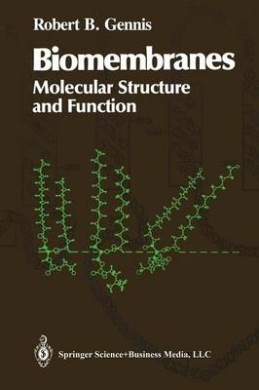 Robert B. Gennis
Biomembranes
Molecular Structure
and Function
Springer Science+Business Media, LLC